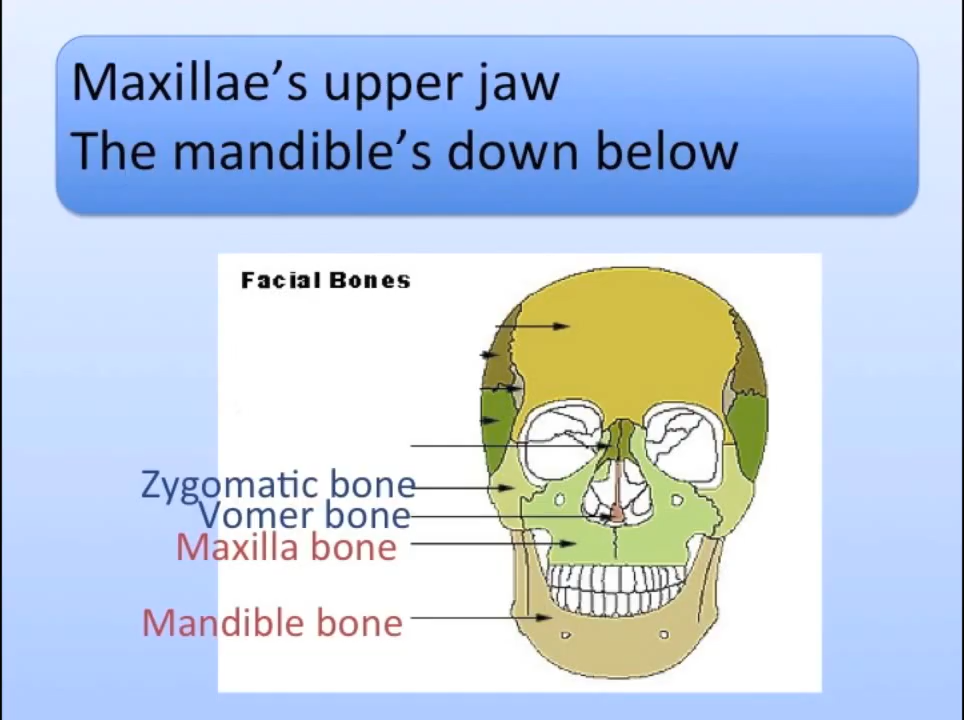 Maxillae’s upper jaw
The mandible’s down below
Facial Bones
Zygomatic bone
Vomer bone
Maxilla bone
Mandible bone